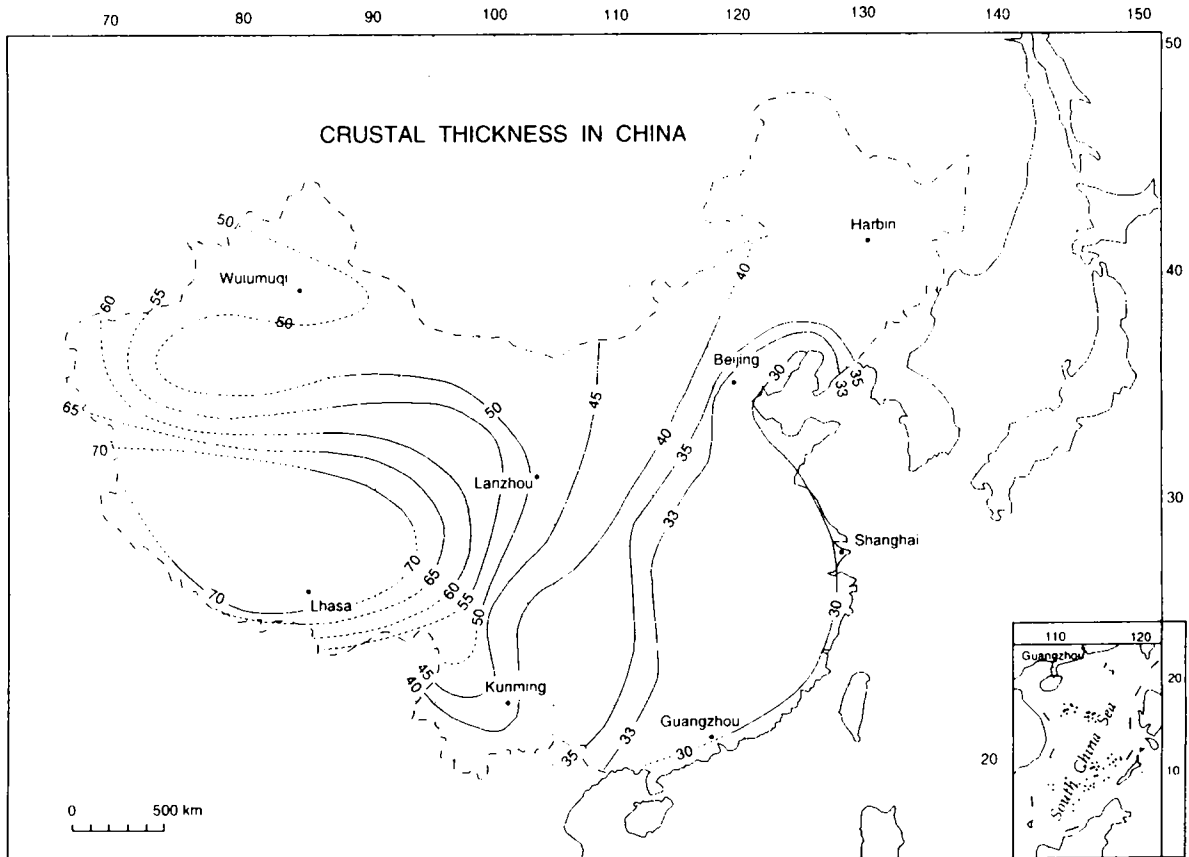 70 80 90 100 110 120 130 140 150
50
CRUSTAL THICKNESS IN CHINA
50
Harbin
40
40
Wulumuqi
60
55
50
Beijing
30
35
33
65
50
45
40
35
70
Lanzhou
30
33
Shanghai
70
65
60
55
50
70
Lhasa
30
45
40
Kunming
Guangzhou
30
35
33
20
0 500 km
110 120
Guangzhou
20
South China Sea
10